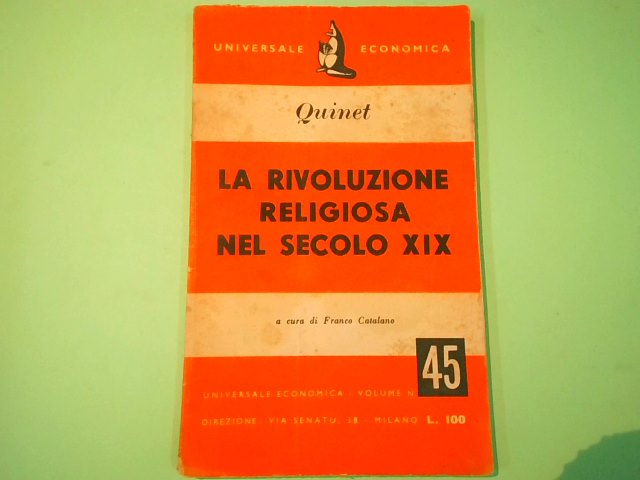 UNIVERSALE ECONOMICA
Quinet
LA RIVOLUZIONE
RELIGIOSA
NEL SECOLO XIX
a cura di Franco Catalano
45
UNIVERSALE ECONOMICA · VOLUME N
DIREZIONE: VIA SENATO, 38 - MILANO L. 100